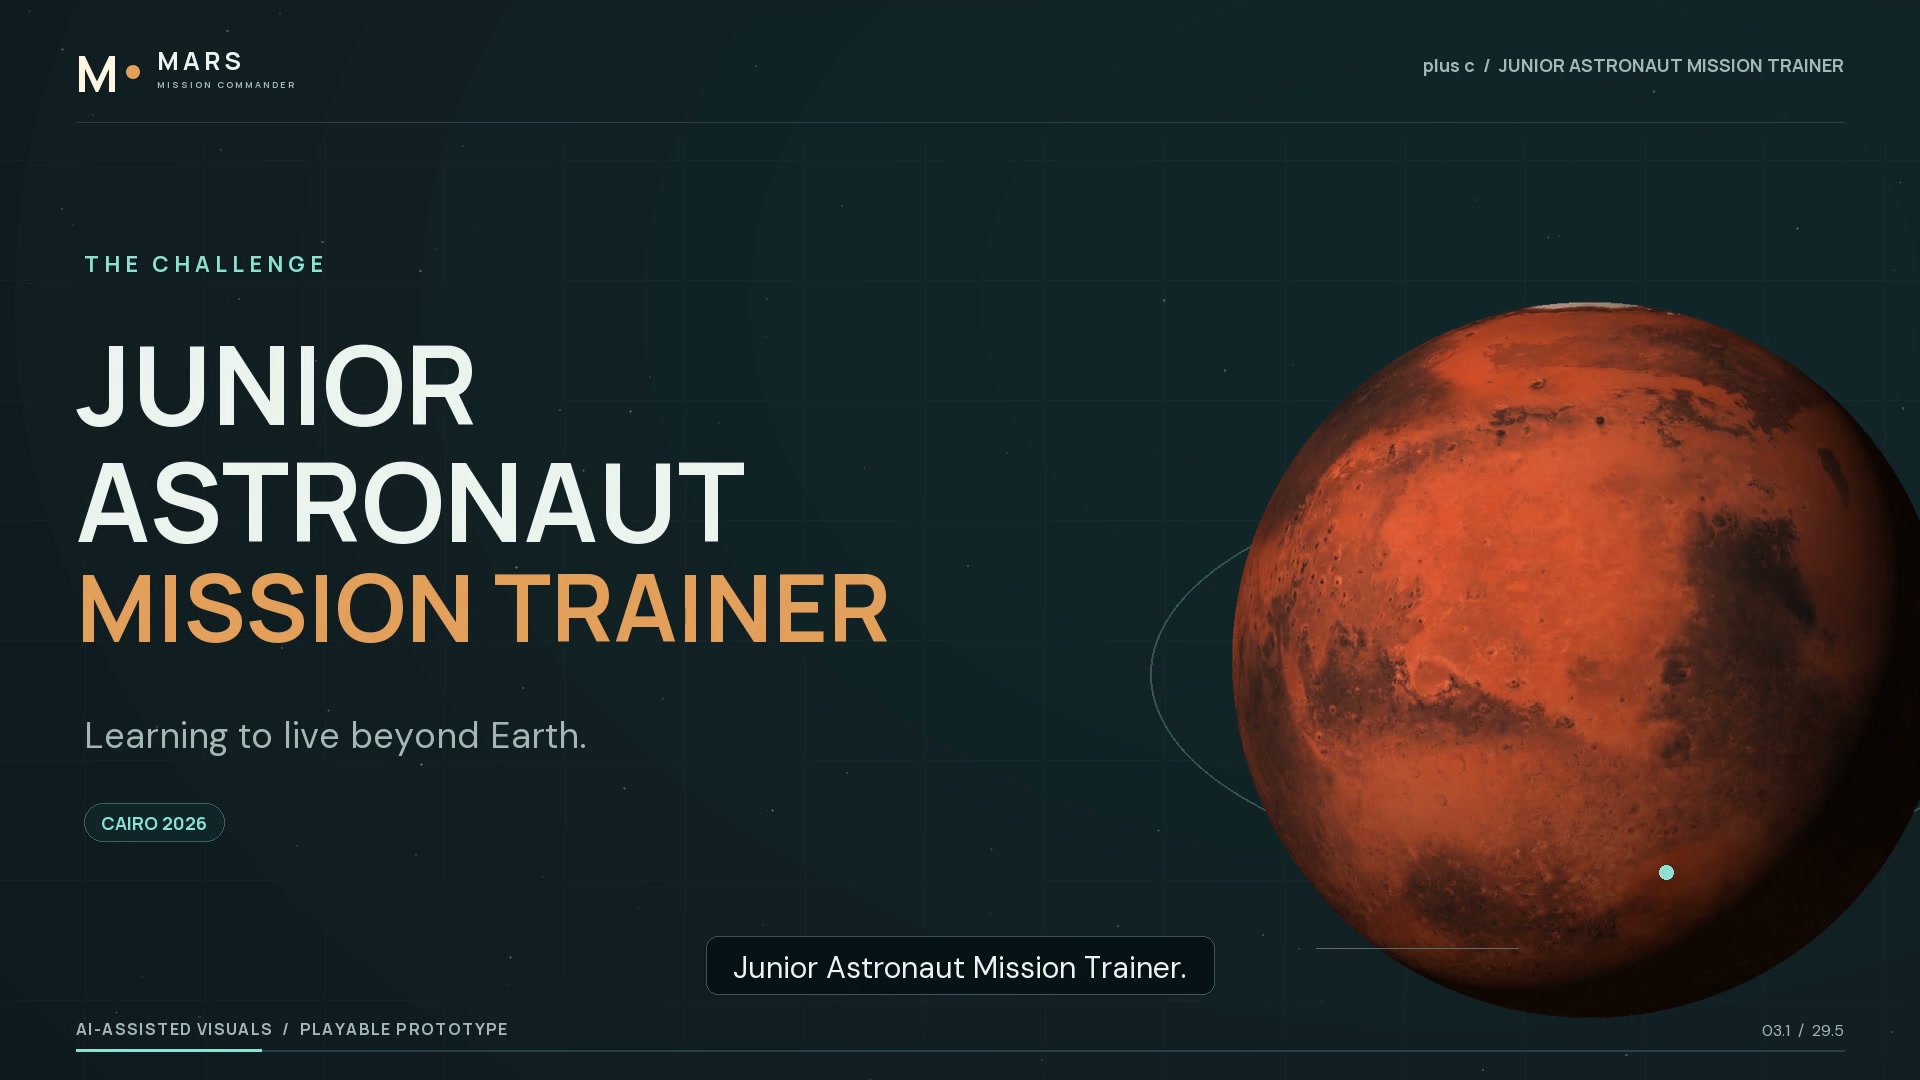 M
MARS
MISSION COMMANDER
plus c / JUNIOR ASTRONAUT MISSION TRAINER
THE CHALLENGE
JUNIOR
ASTRONAUT
MISSION TRAINER
Learning to live beyond Earth.
CAIRO 2026
Junior Astronaut Mission Trainer.
AI-ASSISTED VISUALS / PLAYABLE PROTOTYPE
03.1 / 29.5